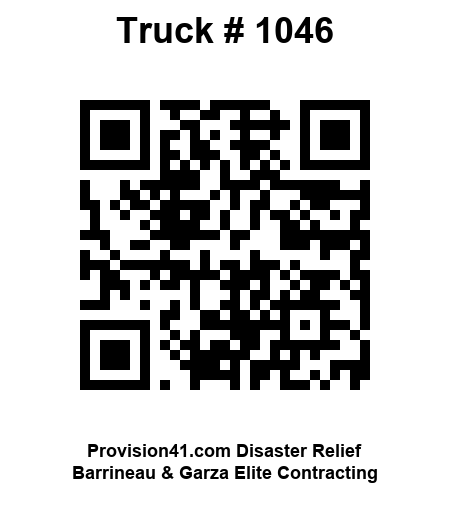 Truck # 1046
Provision41.com Disaster Relief
Barrineau & Garza Elite Contracting